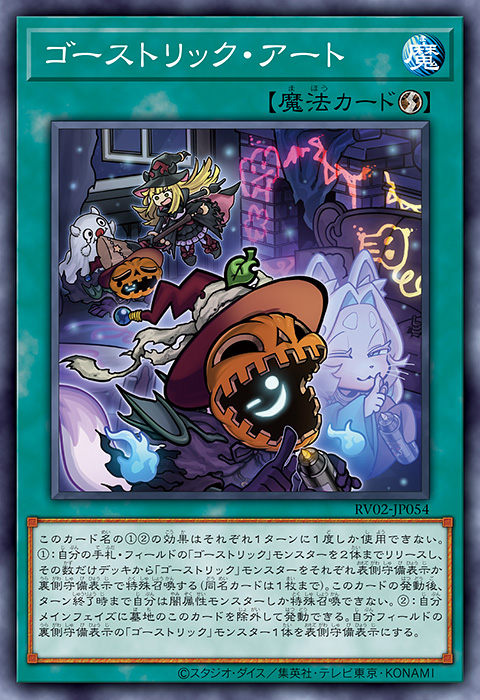 ゴーストリック・アート
魔
【魔法カード】
RV02-JP054
このカード名の①②の効果はそれぞれ1ターンに1度しか使用できない。
①：自分の手札・フィールドの「ゴーストリック」モンスターを2体までリリースし、
その数だけデッキから「ゴーストリック」モンスターをそれぞれ表側守備表示か
裏側守備表示で特殊召喚する（同名カードは1枚まで）。このカードの発動後、
ターン終了時まで自分は闇属性モンスターしか特殊召喚できない。②：自分
メインフェイズに墓地のこのカードを除外して発動できる。自分フィールドの
裏側守備表示の「ゴーストリック」モンスター1体を表側守備表示にする。
©スタジオ・ダイス／集英社・テレビ東京・KONAMI